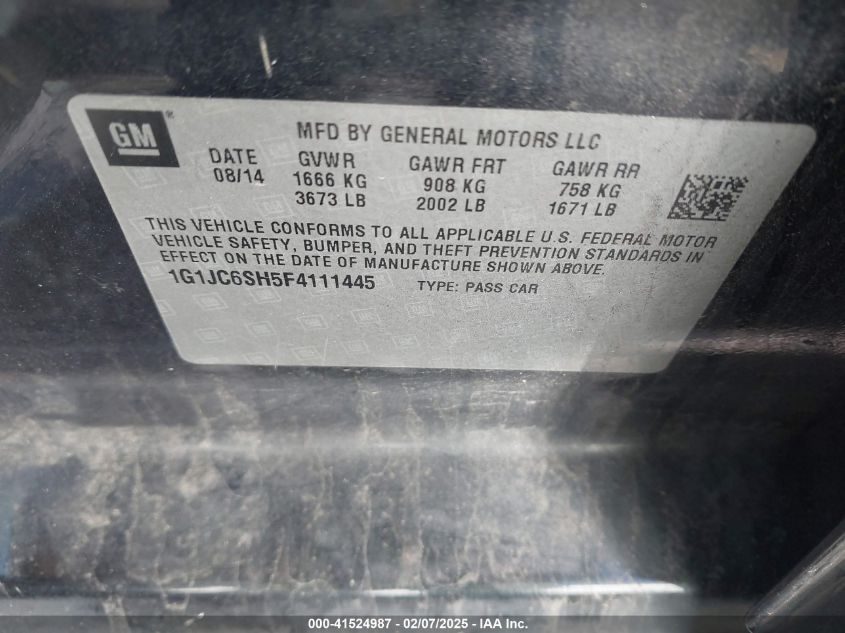 GM®
MFD BY GENERAL MOTORS LLC
DATE GVWR GAWR FRT GAWR RR
08/14 1666 KG 908 KG 758 KG
3673 LB 2002 LB 1671 LB
THIS VEHICLE CONFORMS TO ALL APPLICABLE U.S. FEDERAL MOTOR
VEHICLE SAFETY, BUMPER, AND THEFT PREVENTION STANDARDS IN
EFFECT ON THE DATE OF MANUFACTURE SHOWN ABOVE.
1G1JC6SH5F4111445 TYPE: PASS CAR
000-41524987 - 02/07/2025 - IAA Inc.